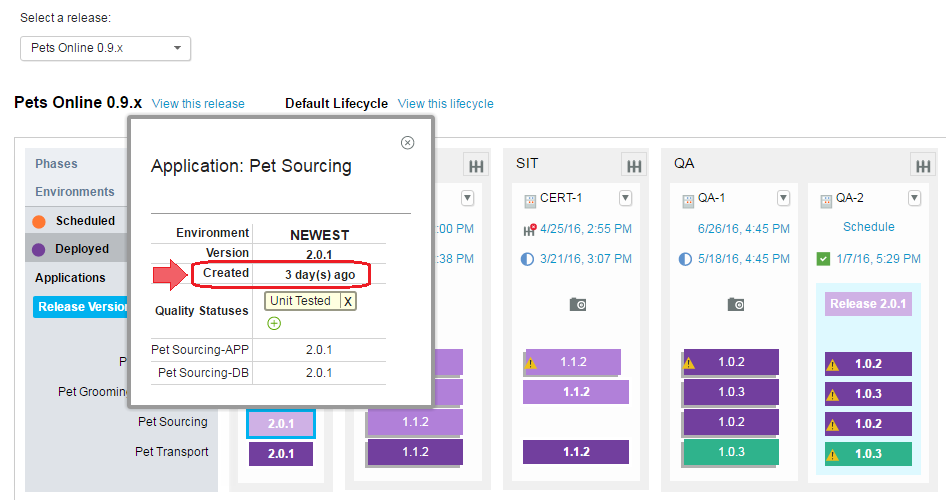 Select a release:
Pets Online 0.9.x
Pets Online 0.9.x View this release Default Lifecycle View this lifecycle
Phases SIT QA
Environments CERT-1 QA-1 QA-2
Scheduled :00 PM 4/25/16, 2:55 PM 6/26/16, 4:45 PM Schedule
Deployed :38 PM 3/21/16, 3:07 PM 5/18/16, 4:45 PM 1/7/16, 5:29 PM
Applications
Release Version Release 2.0.1
Application: Pet Sourcing
Environment NEWEST
Version 2.0.1
Created 3 day(s) ago
Quality Statuses Unit Tested X
Pet Sourcing-APP 2.0.1
Pet Sourcing-DB 2.0.1
P 1.1.2 1.0.2 1.0.2
Pet Grooming 1.1.2 1.0.3 1.0.3
Pet Sourcing 2.0.1 1.1.2 1.0.2 1.0.2
Pet Transport 2.0.1 1.1.2 1.1.2 1.0.3 1.0.3